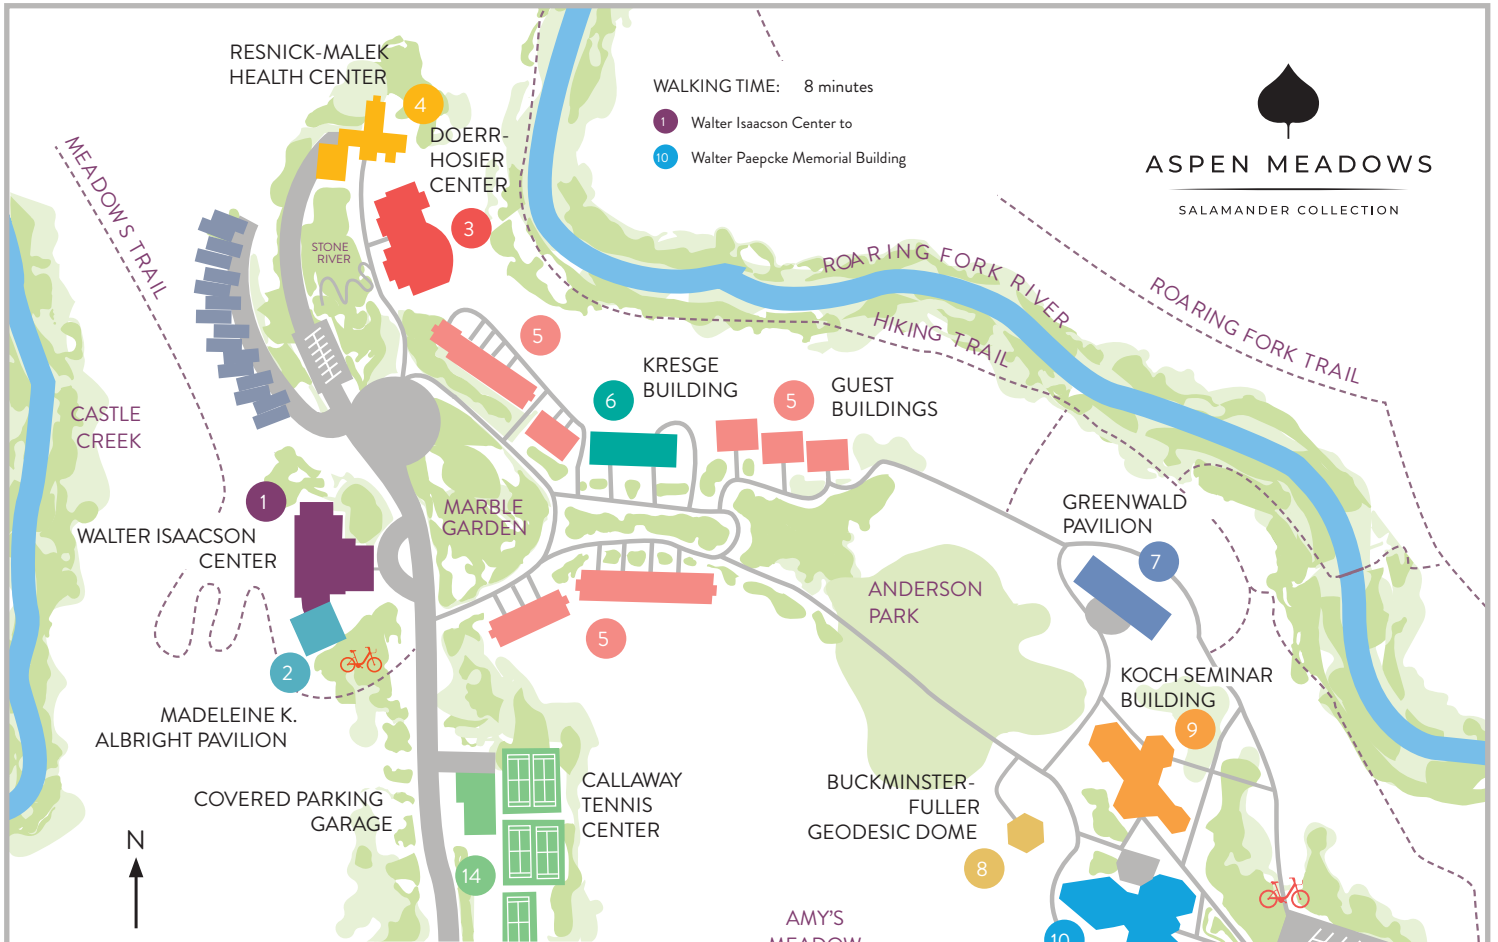 RESNICK-MALEK
HEALTH CENTER
4
WALKING TIME: 8 minutes
1 Walter Isaacson Center to
10 Walter Paepcke Memorial Building
ASPEN MEADOWS
SALAMANDER COLLECTION
DOERR-
HOSIER
CENTER
3
MEADOWS TRAIL
STONE
RIVER
ROARING FORK RIVER
ROARING FORK TRAIL
HIKING TRAIL
5
KRESGE
BUILDING
6
5
GUEST
BUILDINGS
CASTLE
CREEK
1
MARBLE
GARDEN
WALTER ISAACSON
CENTER
GREENWALD
PAVILION
7
ANDERSON
PARK
5
2
MADELEINE K.
ALBRIGHT PAVILION
KOCH SEMINAR
BUILDING
9
COVERED PARKING
GARAGE
CALLAWAY
TENNIS
CENTER
BUCKMINSTER-
FULLER
GEODESIC DOME
8
N
14
AMY'S
MEADOW
10